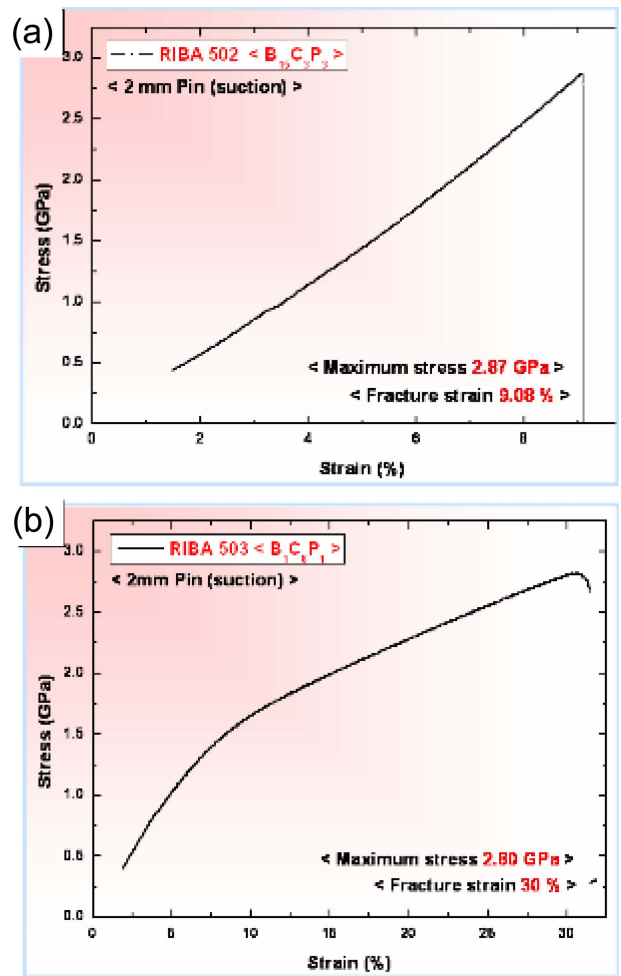 (a)
RIBA 502 < B₁₅C₃P₃ >
< 2 mm Pin (suction) >
3.0
2.5
2.0
1.5
1.0
0.5
0.0
Stress (GPa)
< Maximum stress 2.87 GPa >
< Fracture strain 9.08 % >
0 2 4 6 8
Strain (%)
(b)
RIBA 503 < B₇C₆P₁ >
< 2mm Pin (suction) >
3.0
2.5
2.0
1.5
1.0
0.5
0.0
Stress (GPa)
< Maximum stress 2.80 GPa >
< Fracture strain 30 % >
0 5 10 15 20 25 30
Strain (%)